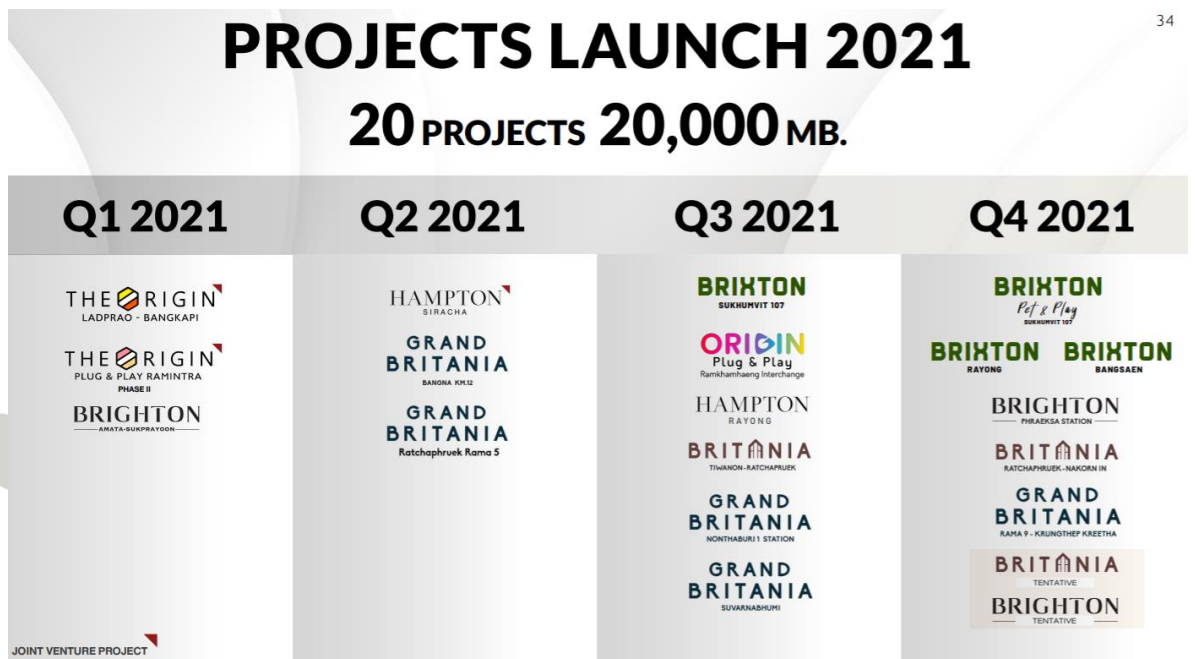 34
PROJECTS LAUNCH 2021
20 PROJECTS 20,000 MB.
Q1 2021
THE ORIGIN
LADPRAO - BANGKAPI
THE ORIGIN
PLUG & PLAY RAMINTRA
PHASE II
BRIGHTON
AMATA-SUKPRAYOON
Q2 2021
HAMPTON
SIRACHA
GRAND
BRITANIA
BANGNA KM.12
GRAND
BRITANIA
Ratchaphruek Rama 5
Q3 2021
BRIXTON
SUKHUMVIT 107
ORIGIN
Plug & Play
Ramkhamhaeng Interchange
HAMPTON
RAYONG
BRITANIA
TIWANON-RATCHAPRUEK
GRAND
BRITANIA
NONTHABURI 1 STATION
GRAND
BRITANIA
SUVARNABHUMI
Q4 2021
BRIXTON
Pet & Play
SUKHUMVIT 107
BRIXTON BRIXTON
RAYONG BANGSAEN
BRIGHTON
PHRAEKSA STATION
BRITANIA
RATCHAPHRUEK-NAKORN IN
GRAND
BRITANIA
RAMA 9 - KRUNGTHEP KREETHA
BRITANIA
TENTATIVE
BRIGHTON
TENTATIVE
JOINT VENTURE PROJECT